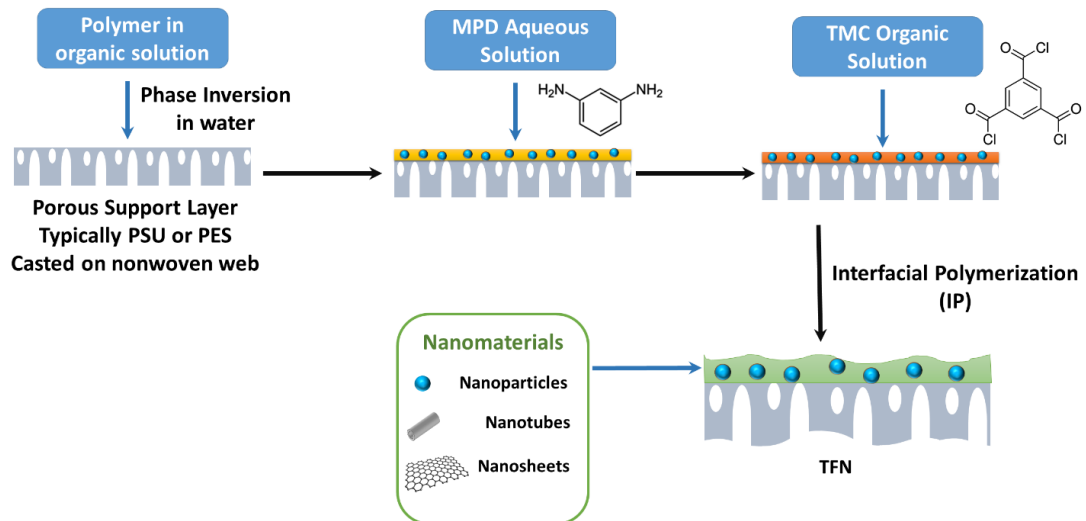 Polymer in
organic solution
Phase Inversion
in water
Porous Support Layer
Typically PSU or PES
Casted on nonwoven web
MPD Aqueous
Solution
H₂N
NH₂
TMC Organic
Solution
O
Cl
O
Cl
O
Cl
Interfacial Polymerization
(IP)
Nanomaterials
Nanoparticles
Nanotubes
Nanosheets
TFN